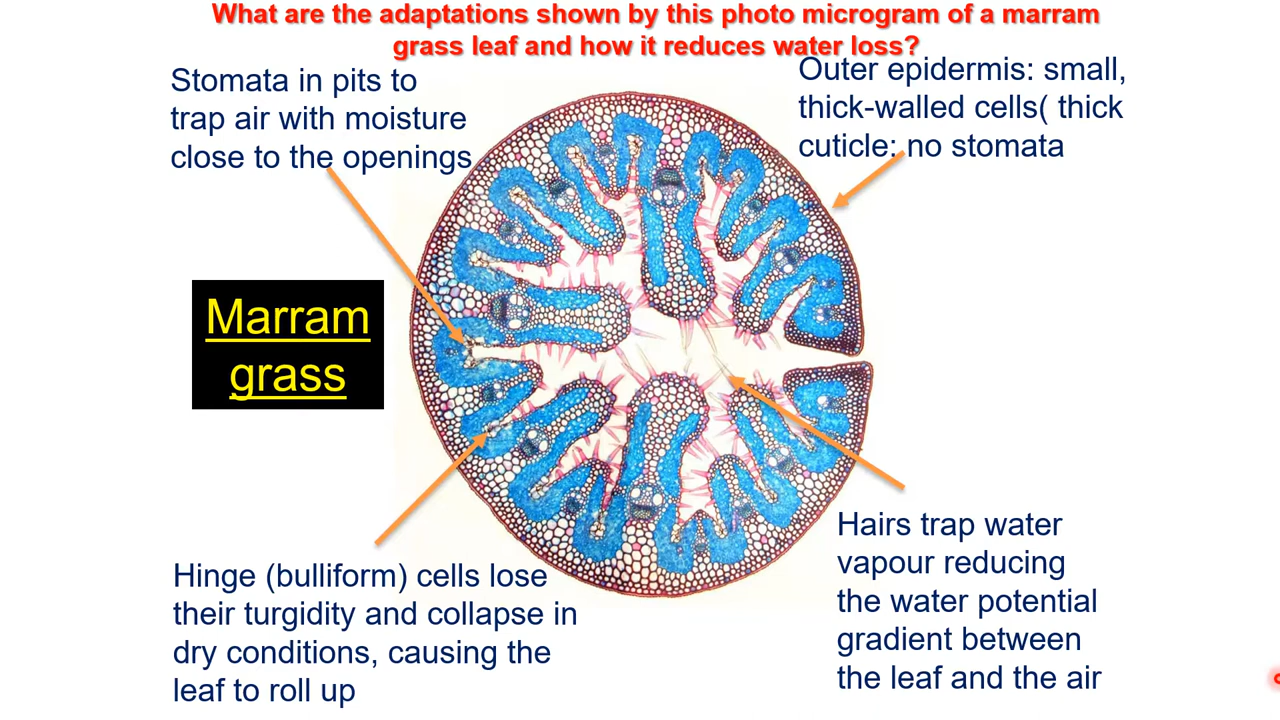 What are the adaptations shown by this photo microgram of a marram
grass leaf and how it reduces water loss?
Stomata in pits to
trap air with moisture
close to the openings
Outer epidermis: small,
thick-walled cells( thick
cuticle: no stomata
Marram
grass
Hinge (bulliform) cells lose
their turgidity and collapse in
dry conditions, causing the
leaf to roll up
Hairs trap water
vapour reducing
the water potential
gradient between
the leaf and the air